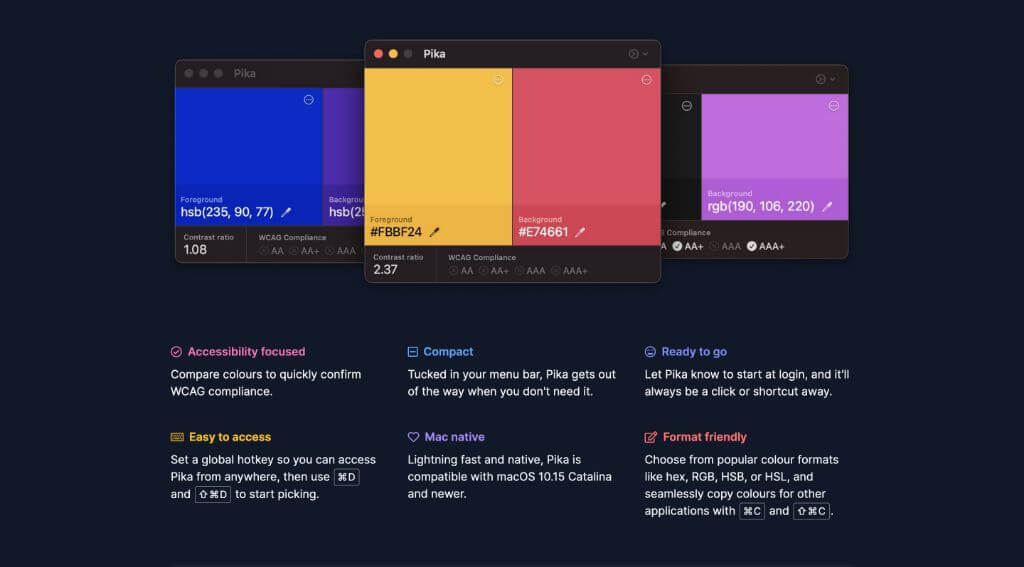 Pika
Pika
Foreground
hsb(235, 90, 77)
Contrast ratio
1.08
WCAG Compliance
AA AA+ AAA
Foreground
#FBBF24
Background
#E74661
Contrast ratio
2.37
WCAG Compliance
AA AA+ AAA AAA+
Background
rgb(190, 106, 220)
Compliance
AA+ AAA AAA+
Accessibility focused
Compare colours to quickly confirm
WCAG compliance.
Compact
Tucked in your menu bar, Pika gets out
of the way when you don't need it.
Ready to go
Let Pika know to start at login, and it'll
always be a click or shortcut away.
Easy to access
Set a global hotkey so you can access
Pika from anywhere, then use ⌘D
and ⇧⌘D to start picking.
Mac native
Lightning fast and native, Pika is
compatible with macOS 10.15 Catalina
and newer.
Format friendly
Choose from popular colour formats
like hex, RGB, HSB, or HSL, and
seamlessly copy colours for other
applications with ⌘C and ⇧⌘C.